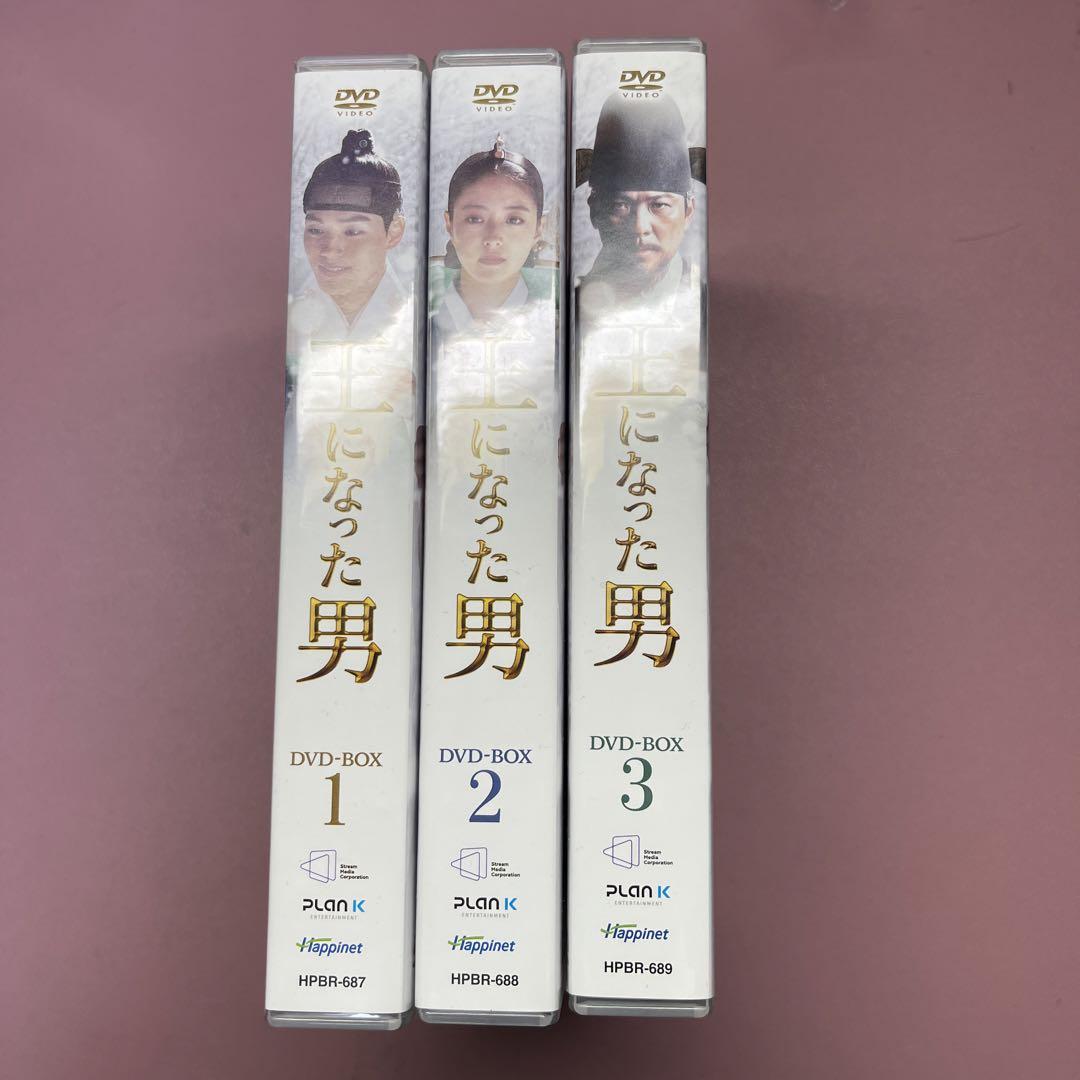 DVD
VIDEO
王になった男
DVD-BOX
1
Stream
Media
Corporation
PLAN K
ENTERTAINMENT
Happinet
HPBR-687
DVD
VIDEO
王になった男
DVD-BOX
2
Stream
Media
Corporation
PLAN K
ENTERTAINMENT
Happinet
HPBR-688
DVD
VIDEO
王になった男
DVD-BOX
3
Stream
Media
Corporation
PLAN K
ENTERTAINMENT
Happinet
HPBR-689